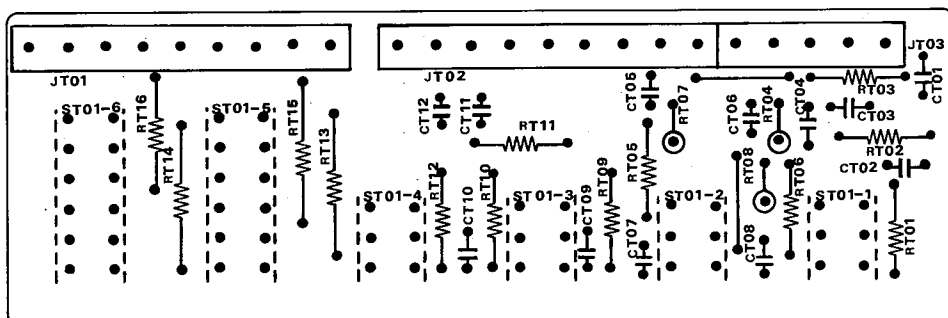 JT01
JT02
JT03
ST01-6
RT16
RT14
ST01-5
RT15
RT13
ST01-4
CT12
CT11
RT11
RT12
CT10
RT10
ST01-3
CT09
RT09
CT05
RT07
RT05
CT07
ST01-2
CT06
RT04
CT04
RT08
RT06
CT08
ST01-1
RT03
CT01
CT03
RT02
CT02
RT01